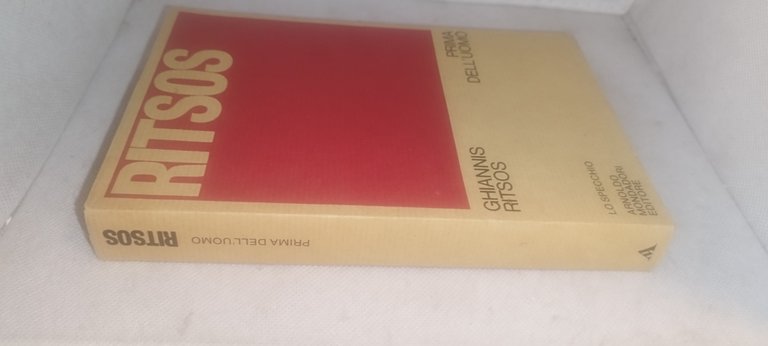 RITSOS
GHIANNIS
RITSOS
PRIMA
DELL'UOMO
LO SPECCHIO
ARNOLDO
MONDADORI
EDITORE
RITSOS PRIMA DELL'UOMO